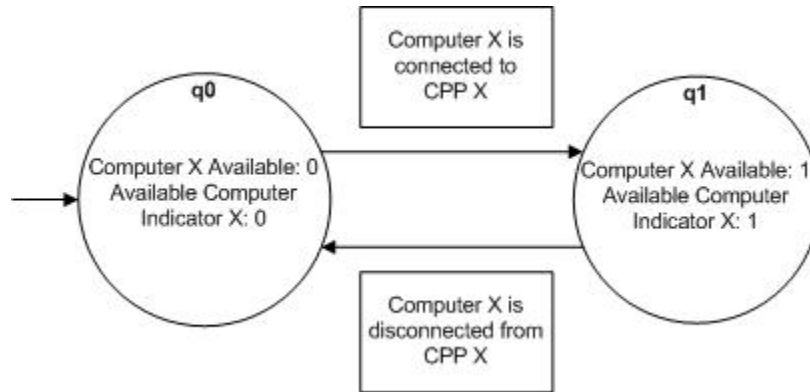 Computer X is
connected to
CPP X
q0
q1
Computer X Available: 0
Available Computer
Indicator X: 0
Computer X Available: 1
Available Computer
Indicator X: 1
Computer X is
disconnected from
CPP X